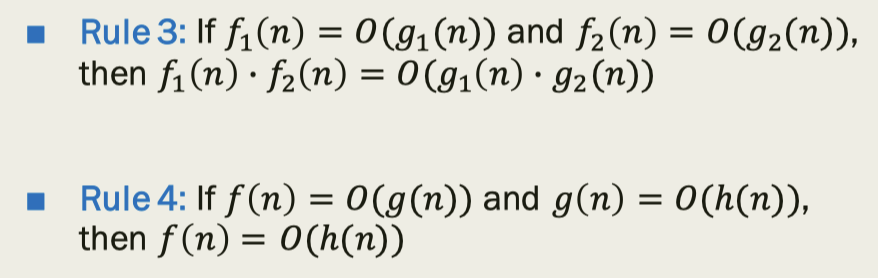 ▪ Rule 3: If f₁(n) = O(g₁(n)) and f₂(n) = O(g₂(n)),
then f₁(n) · f₂(n) = O(g₁(n) · g₂(n))
▪ Rule 4: If f(n) = O(g(n)) and g(n) = O(h(n)),
then f(n) = O(h(n))